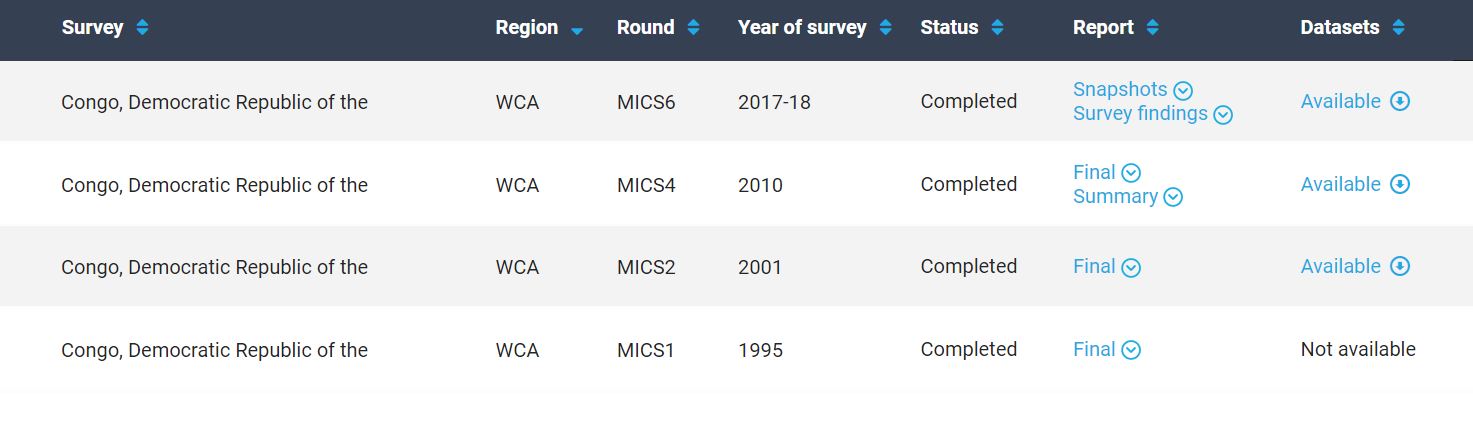 Survey Region Round Year of survey Status Report Datasets
Congo, Democratic Republic of the WCA MICS6 2017-18 Completed Snapshots Available
Survey findings
Congo, Democratic Republic of the WCA MICS4 2010 Completed Final Available
Summary
Congo, Democratic Republic of the WCA MICS2 2001 Completed Final Available
Congo, Democratic Republic of the WCA MICS1 1995 Completed Final Not available